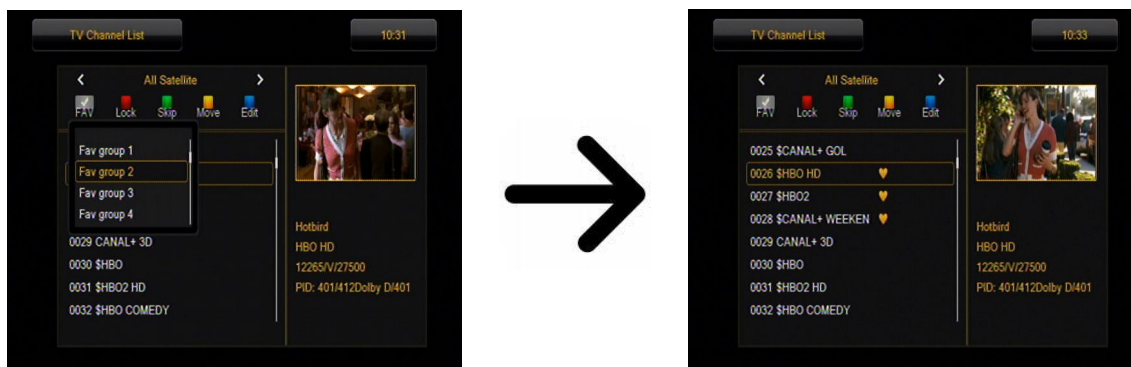 TV Channel List
10:31
All Satellite
FAV Lock Skip Move Edit
Fav group 1
Fav group 2
Fav group 3
Fav group 4
0029 CANAL+ 3D
0030 $HBO
0031 $HBO2 HD
0032 $HBO COMEDY
Hotbird
HBO HD
12265/V/27500
PID: 401/412Dolby D/401
TV Channel List
10:33
All Satellite
FAV Lock Skip Move Edit
0025 $CANAL+ GOL
0026 $HBO HD
0027 $HBO2
0028 $CANAL+ WEEKEN
0029 CANAL+ 3D
0030 $HBO
0031 $HBO2 HD
0032 $HBO COMEDY
Hotbird
HBO HD
12265/V/27500
PID: 401/412Dolby D/401